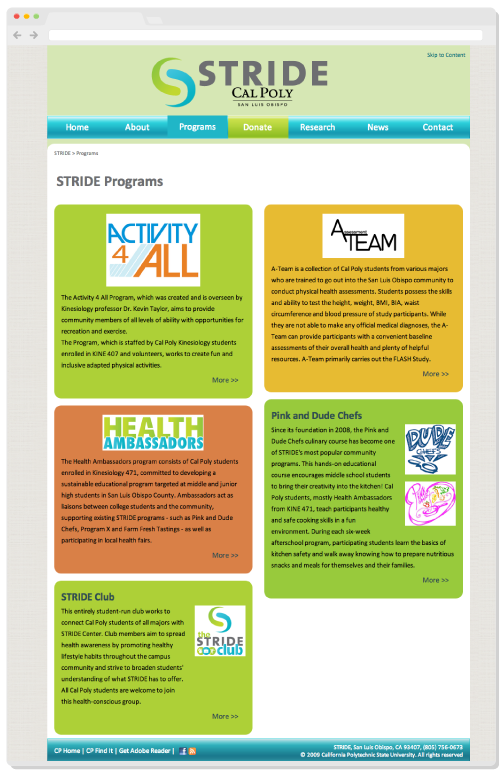 Skip to Content
STRIDE
CAL POLY
SAN LUIS OBISPO
Home About Programs Donate Research News Contact
STRIDE > Programs
STRIDE Programs
ACTIVITY
4 ALL
The Activity 4 All Program, which was created and is overseen by
Kinesiology professor Dr. Kevin Taylor, aims to provide
community members of all levels of ability with opportunities for
recreation and exercise.
The Program, which is staffed by Cal Poly Kinesiology students
enrolled in KINE 407 and volunteers, works to create fun and
inclusive adapted physical activities.
More >>
HEALTH
AMBASSADORS
The Health Ambassadors program consists of Cal Poly students
enrolled in Kinesiology 471, committed to developing a
sustainable educational program targeted at middle and junior
high students in San Luis Obispo County. Ambassadors act as
liaisons between college students and the community,
supporting existing STRIDE programs - such as Pink and Dude
Chefs, Program X and Farm Fresh Tastings - as well as
participating in local health fairs.
More >>
STRIDE Club
This entirely student-run club works to
connect Cal Poly students of all majors with
STRIDE Center. Club members aim to spread
health awareness by promoting healthy
lifestyle habits throughout the campus
community and strive to broaden students'
understanding of what STRIDE has to offer.
All Cal Poly students are welcome to join
this health-conscious group.
the
STRIDE
club
More >>
Assessment
A-TEAM
A-Team is a collection of Cal Poly students from various majors
who are trained to go out into the San Luis Obispo community to
conduct physical health assessments. Students possess the skills
and ability to test the height, weight, BMI, BIA, waist
circumference and blood pressure of study participants. While
they are not able to make any official medical diagnoses, the A-
Team can provide participants with a convenient baseline
assessments of their overall health and plenty of helpful
resources. A-Team primarily carries out the FLASH Study.
More >>
Pink and Dude Chefs
Since its foundation in 2008, the Pink and
Dude Chefs culinary course has become one
of STRIDE's most popular community
programs. This hands-on educational
course encourages middle school students
to bring their creativity into the kitchen! Cal
Poly students, mostly Health Ambassadors
from KINE 471, teach participants healthy
and safe cooking skills in a fun
environment. During each six-week
afterschool program, participating students learn the basics of
kitchen safety and walk away knowing how to prepare nutritious
snacks and meals for themselves and their families.
DUDE
CHEFS
More >>
CP Home | CP Find It | Get Adobe Reader |
STRIDE, San Luis Obispo, CA 93407, (805) 756-0673
© 2009 California Polytechnic State University. All rights reserved